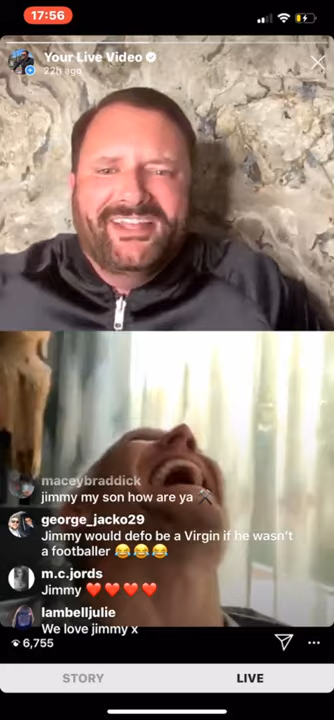 17:56
Your Live Video
22h ago
maceybraddick
jimmy my son how are ya ⚒
george_jacko29
Jimmy would defo be a Virgin if he wasn't
a footballer 😂😂😂
m.c.jords
Jimmy ❤️❤️❤️❤️
lambelljulie
We love jimmy x
6,755
STORY LIVE